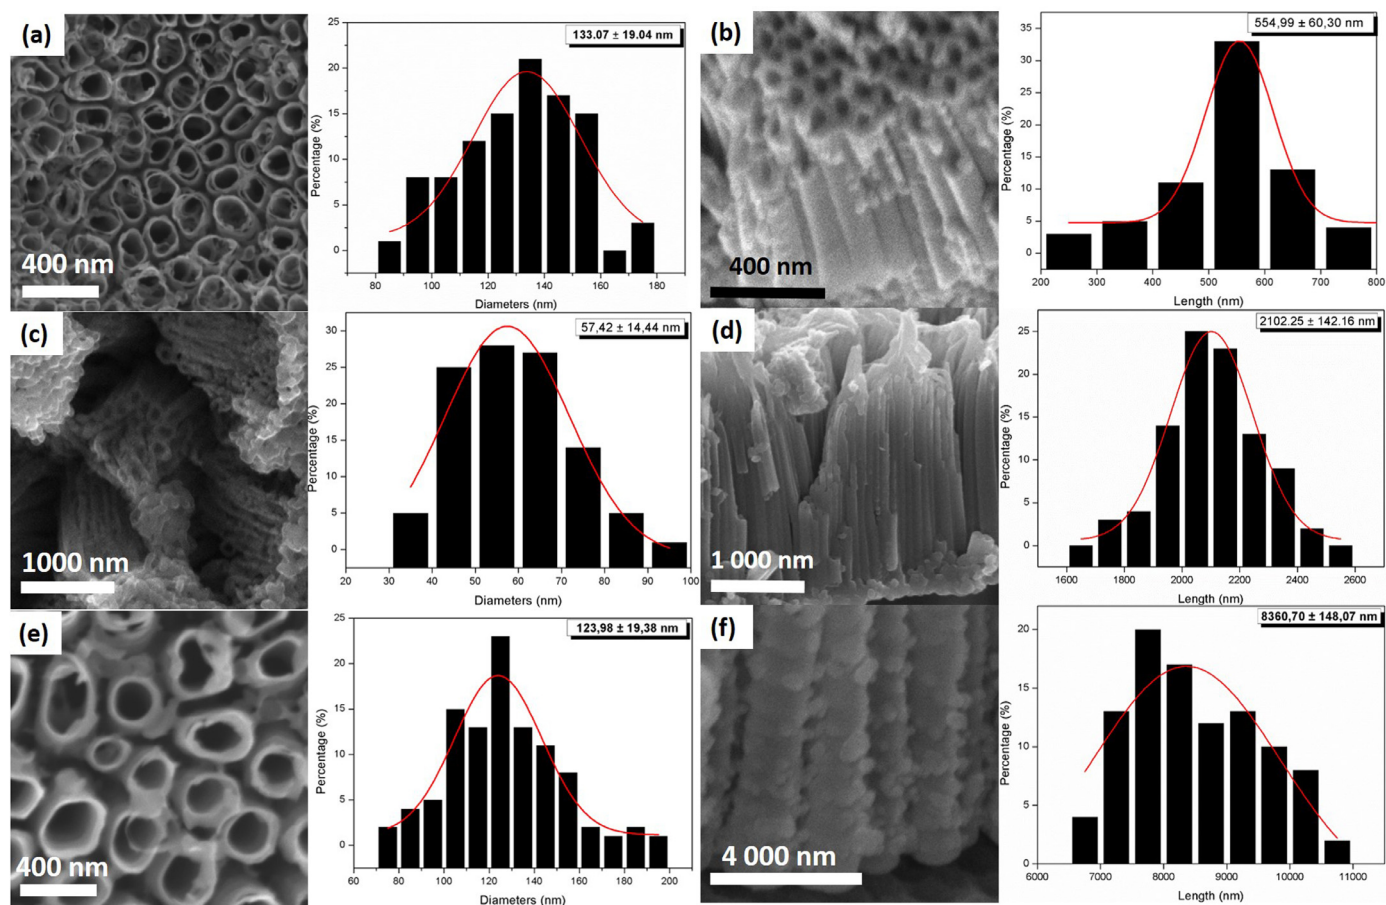 (a)
400 nm
133.07 ± 19.04 nm
Percentage (%)
25
20
15
10
5
0
80 100 120 140 160 180
Diameters (nm)
(b)
400 nm
554,99 ± 60,30 nm
Percentage (%)
35
30
25
20
15
10
5
0
200 300 400 500 600 700 800
Length (nm)
(c)
1000 nm
57,42 ± 14,44 nm
Percentage (%)
30
25
20
15
10
5
0
20 30 40 50 60 70 80 90 100
Diameters (nm)
(d)
1 000 nm
2102.25 ± 142.16 nm
Percentage (%)
25
20
15
10
5
0
1600 1800 2000 2200 2400 2600
Length (nm)
(e)
400 nm
123,98 ± 19,38 nm
Percentage (%)
25
20
15
10
5
0
60 80 100 120 140 160 180 200
Diameters (nm)
(f)
4 000 nm
8360,70 ± 148,07 nm
Percentage (%)
20
15
10
5
0
6000 7000 8000 9000 10000 11000
Length (nm)